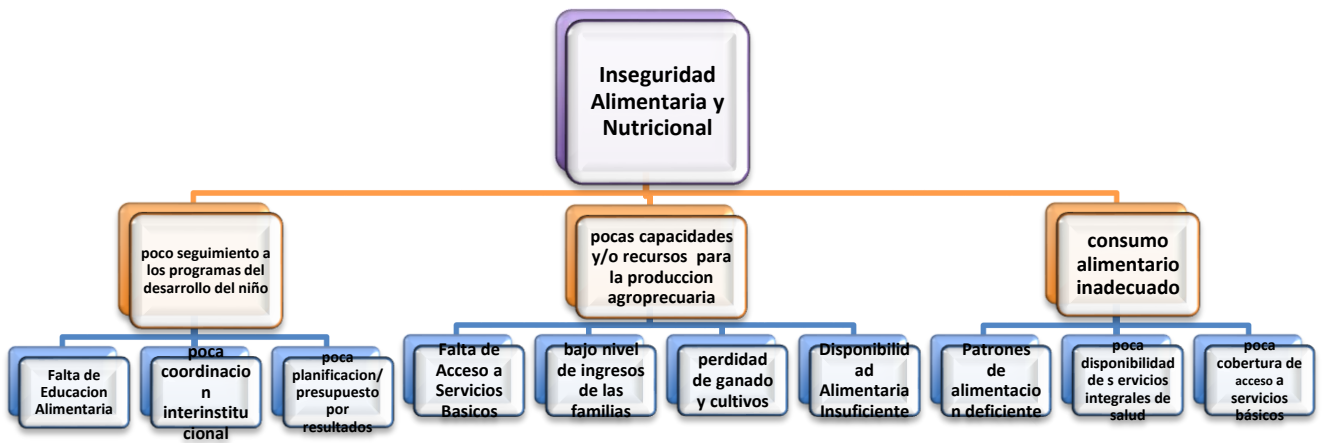 Inseguridad
Alimentaria y
Nutricional
poco seguimiento a
los programas del
desarrollo del niño
pocas capacidades
y/o recursos para
la produccion
agroprecuaria
consumo
alimentario
inadecuado
Falta de
Educacion
Alimentaria
poca
coordinacio
n
interinstitu
cional
poca
planificacion/
presupuesto
por
resultados
Falta de
Acceso a
Servicios
Basicos
bajo nivel
de ingresos
de las
familias
perdidad
de ganado
y cultivos
Disponibilid
ad
Alimentaria
Insuficiente
Patrones
de
alimentacio
n deficiente
poca
disponibilidad
de s ervicios
integrales de
salud
poca
cobertura de
acceso a
servicios
básicos